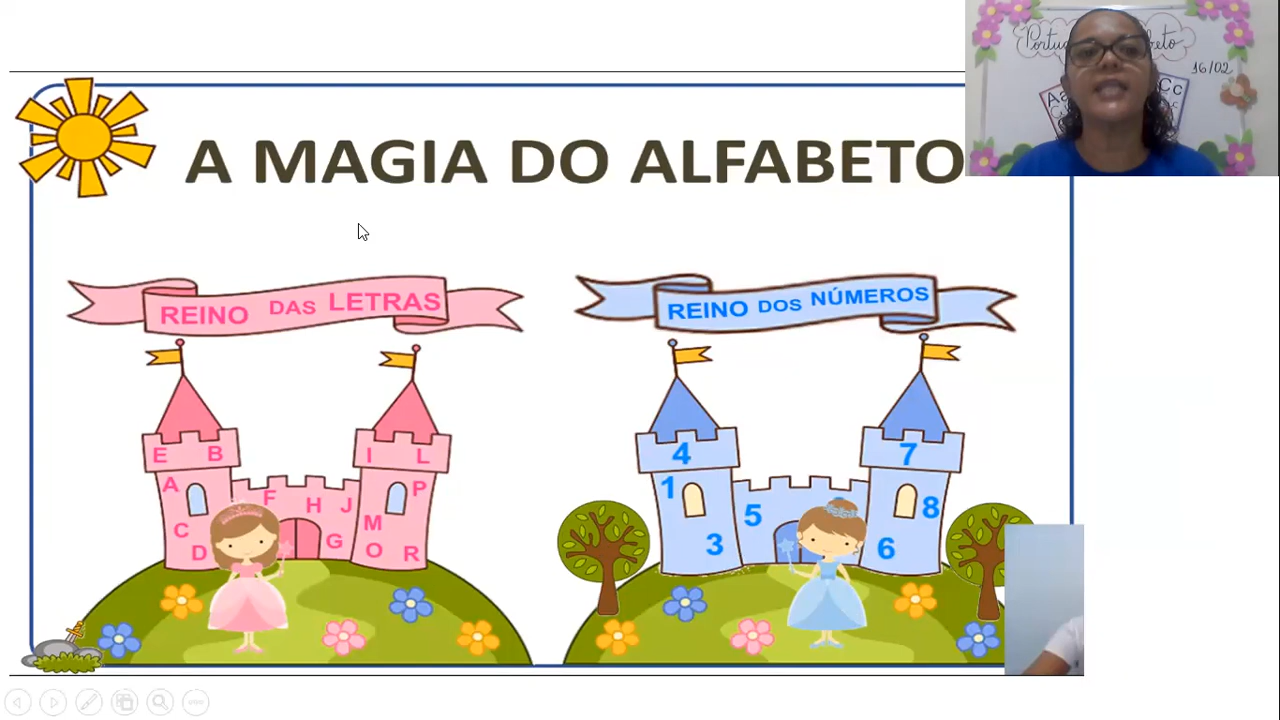 A MAGIA DO ALFABETO
16/02
REINO DAS LETRAS
REINO DOS NÚMEROS
E B
I L
A
P
F H J
C
M
G
D
O R
4
7
1
8
5
3
6